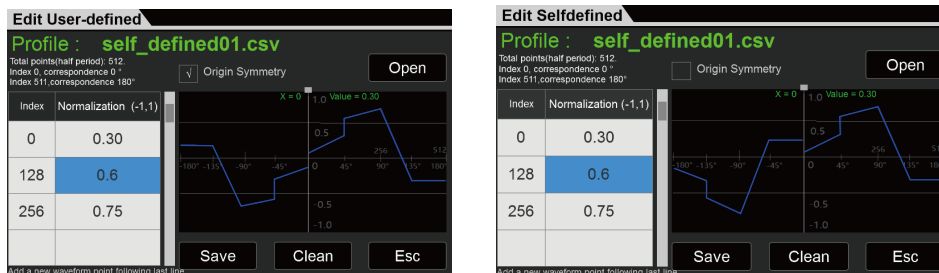 Edit User-defined
Profile : self_defined01.csv
Total points(half period): 512.
Index 0, correspondence 0 °
Index 511,correspondence 180°
√ Origin Symmetry
Open
Index Normalization (-1,1)
0 0.30
128 0.6
256 0.75
X = 0 Value = 0.30
1.0
0.5
256 512
-180° -135° -90° -45° 0 45° 90° 135° 180°
-0.5
-1.0
Save Clean Esc
Add a new waveform point following last line
Edit Selfdefined
Profile : self_defined01.csv
Total points(half period): 512.
Index 0, correspondence 0 °
Index 511,correspondence 180°
Origin Symmetry
Open
Index Normalization (-1,1)
0 0.30
128 0.6
256 0.75
X = 0 Value = 0.30
1.0
0.5
256 512
-180° -135° -90° -45° 0 45° 90° 135° 180°
-0.5
-1.0
Save Clean Esc
Add a new waveform point following last line